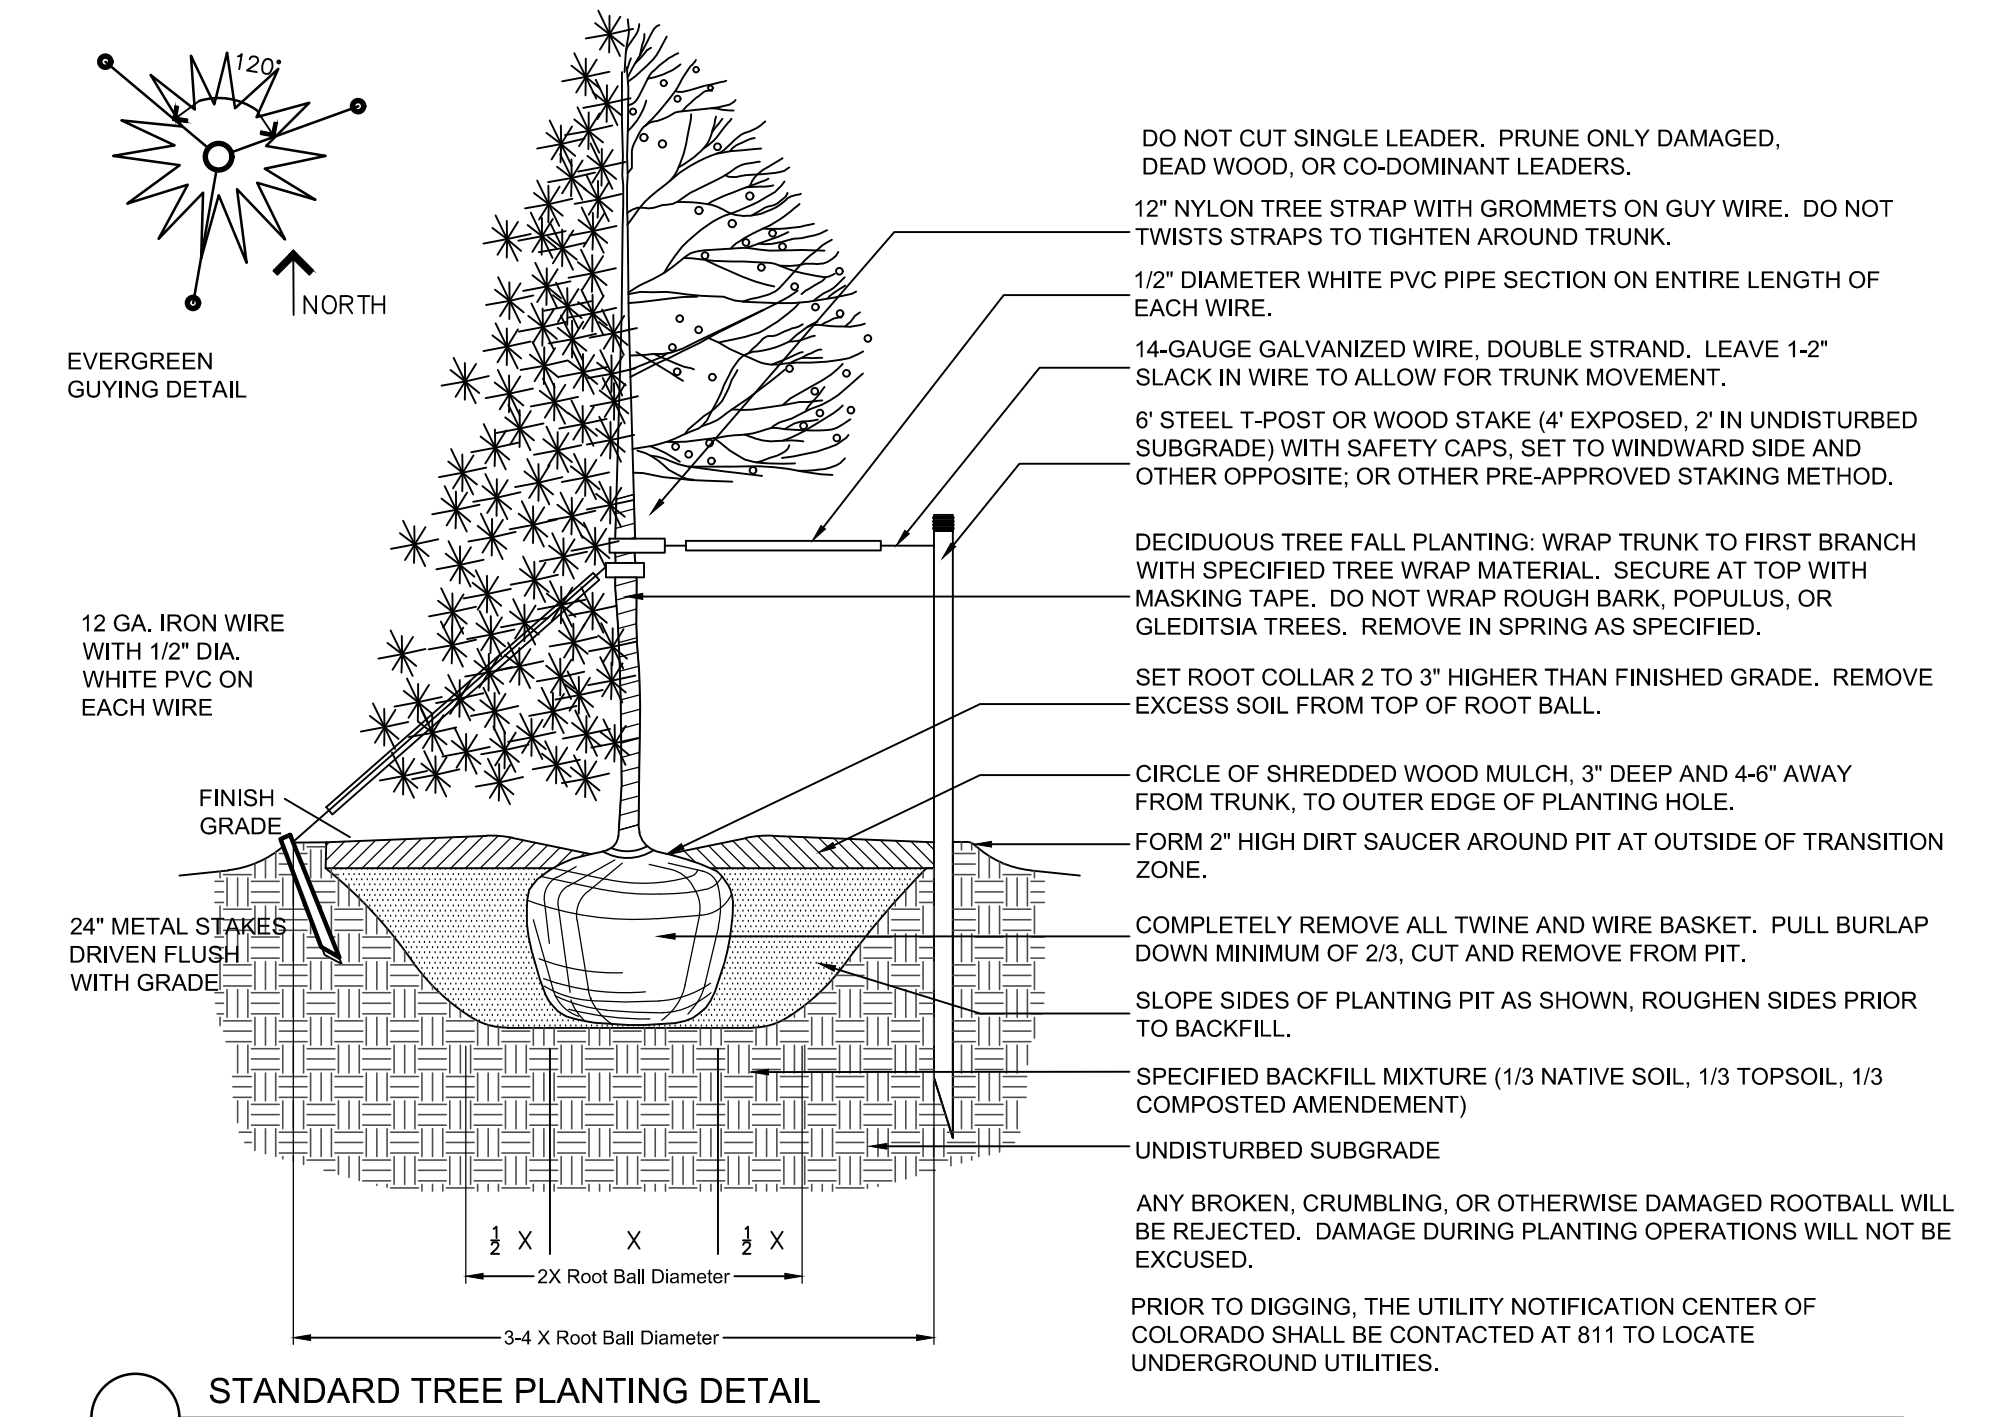 120°
NORTH
EVERGREEN
GUYING DETAIL
12 GA. IRON WIRE
WITH 1/2" DIA.
WHITE PVC ON
EACH WIRE
FINISH
GRADE
24" METAL STAKES
DRIVEN FLUSH
WITH GRADE
DO NOT CUT SINGLE LEADER. PRUNE ONLY DAMAGED,
DEAD WOOD, OR CO-DOMINANT LEADERS.
12" NYLON TREE STRAP WITH GROMMETS ON GUY WIRE. DO NOT
TWISTS STRAPS TO TIGHTEN AROUND TRUNK.
1/2" DIAMETER WHITE PVC PIPE SECTION ON ENTIRE LENGTH OF
EACH WIRE.
14-GAUGE GALVANIZED WIRE, DOUBLE STRAND. LEAVE 1-2"
SLACK IN WIRE TO ALLOW FOR TRUNK MOVEMENT.
6' STEEL T-POST OR WOOD STAKE (4' EXPOSED, 2' IN UNDISTURBED
SUBGRADE) WITH SAFETY CAPS, SET TO WINDWARD SIDE AND
OTHER OPPOSITE; OR OTHER PRE-APPROVED STAKING METHOD.
DECIDUOUS TREE FALL PLANTING: WRAP TRUNK TO FIRST BRANCH
WITH SPECIFIED TREE WRAP MATERIAL. SECURE AT TOP WITH
MASKING TAPE. DO NOT WRAP ROUGH BARK, POPULUS, OR
GLEDITSIA TREES. REMOVE IN SPRING AS SPECIFIED.
SET ROOT COLLAR 2 TO 3" HIGHER THAN FINISHED GRADE. REMOVE
EXCESS SOIL FROM TOP OF ROOT BALL.
CIRCLE OF SHREDDED WOOD MULCH, 3" DEEP AND 4-6" AWAY
FROM TRUNK, TO OUTER EDGE OF PLANTING HOLE.
FORM 2" HIGH DIRT SAUCER AROUND PIT AT OUTSIDE OF TRANSITION
ZONE.
COMPLETELY REMOVE ALL TWINE AND WIRE BASKET. PULL BURLAP
DOWN MINIMUM OF 2/3, CUT AND REMOVE FROM PIT.
SLOPE SIDES OF PLANTING PIT AS SHOWN, ROUGHEN SIDES PRIOR
TO BACKFILL.
SPECIFIED BACKFILL MIXTURE (1/3 NATIVE SOIL, 1/3 TOPSOIL, 1/3
COMPOSTED AMENDEMENT)
UNDISTURBED SUBGRADE
ANY BROKEN, CRUMBLING, OR OTHERWISE DAMAGED ROOTBALL WILL
BE REJECTED. DAMAGE DURING PLANTING OPERATIONS WILL NOT BE
EXCUSED.
PRIOR TO DIGGING, THE UTILITY NOTIFICATION CENTER OF
COLORADO SHALL BE CONTACTED AT 811 TO LOCATE
UNDERGROUND UTILITIES.
1/2 X X 1/2 X
2X Root Ball Diameter
3-4 X Root Ball Diameter
STANDARD TREE PLANTING DETAIL